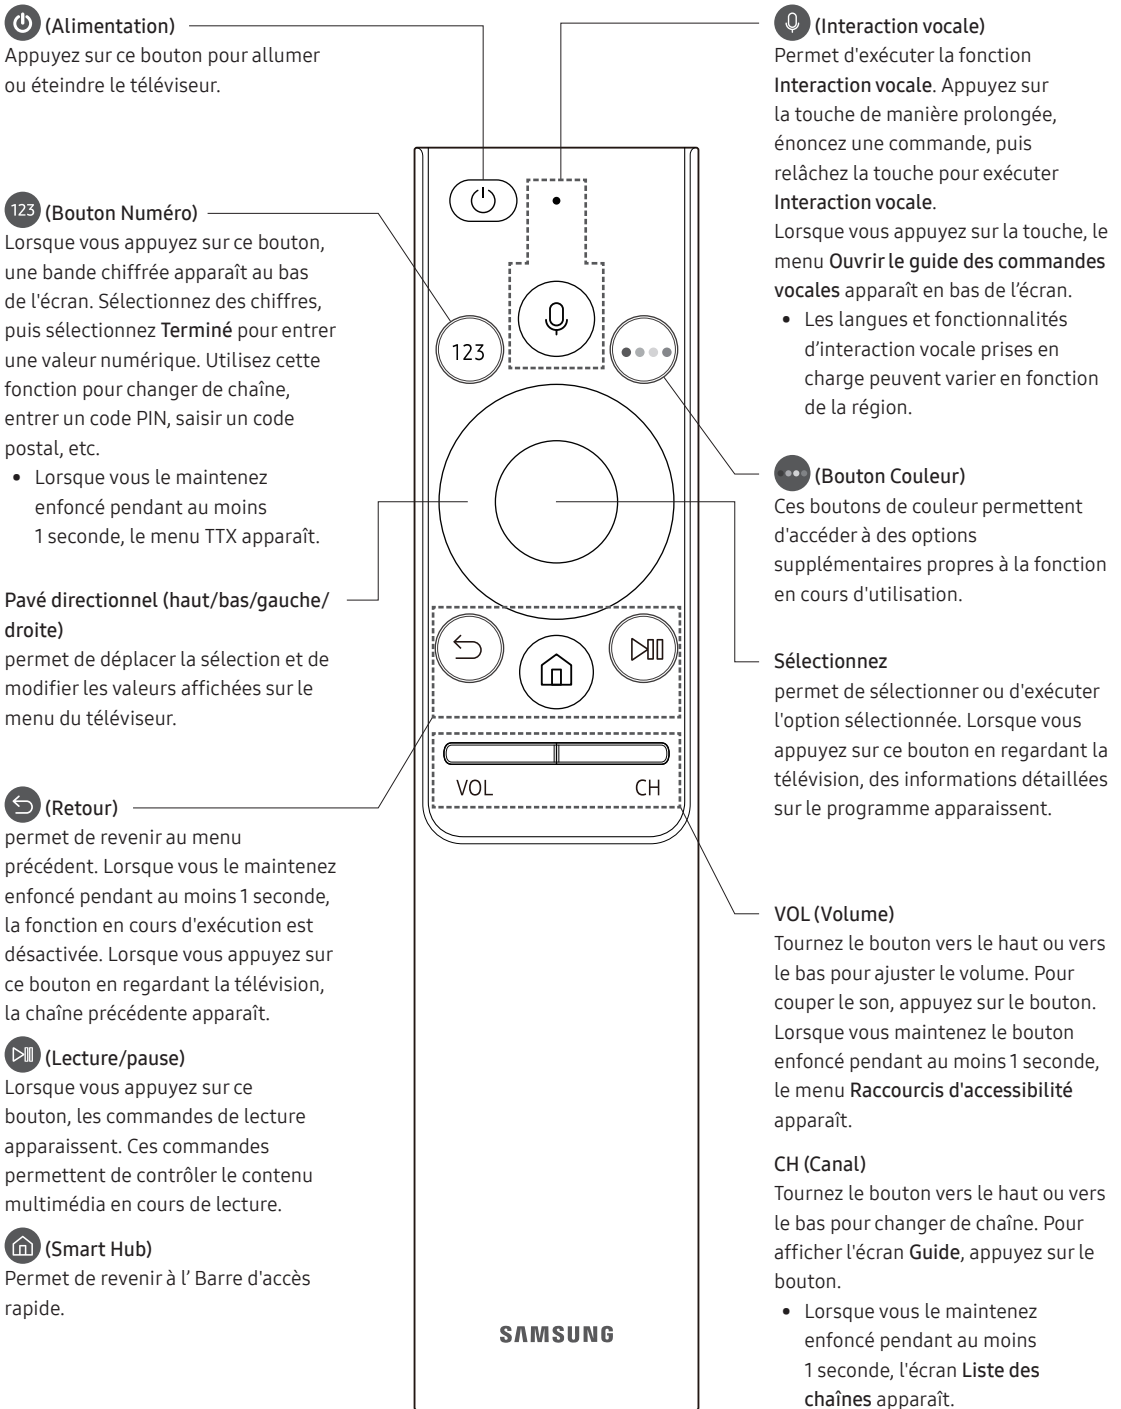 (Alimentation)
Appuyez sur ce bouton pour allumer
ou éteindre le téléviseur.
123 (Bouton Numéro)
Lorsque vous appuyez sur ce bouton,
une bande chiffrée apparaît au bas
de l'écran. Sélectionnez des chiffres,
puis sélectionnez Terminé pour entrer
une valeur numérique. Utilisez cette
fonction pour changer de chaîne,
entrer un code PIN, saisir un code
postal, etc.
• Lorsque vous le maintenez
enfoncé pendant au moins
1 seconde, le menu TTX apparaît.
Pavé directionnel (haut/bas/gauche/
droite)
permet de déplacer la sélection et de
modifier les valeurs affichées sur le
menu du téléviseur.
(Retour)
permet de revenir au menu
précédent. Lorsque vous le maintenez
enfoncé pendant au moins 1 seconde,
la fonction en cours d'exécution est
désactivée. Lorsque vous appuyez sur
ce bouton en regardant la télévision,
la chaîne précédente apparaît.
(Lecture/pause)
Lorsque vous appuyez sur ce
bouton, les commandes de lecture
apparaissent. Ces commandes
permettent de contrôler le contenu
multimédia en cours de lecture.
(Smart Hub)
Permet de revenir à l’ Barre d'accès
rapide.
123
VOL CH
SAMSUNG
(Interaction vocale)
Permet d'exécuter la fonction
Interaction vocale. Appuyez sur
la touche de manière prolongée,
énoncez une commande, puis
relâchez la touche pour exécuter
Interaction vocale.
Lorsque vous appuyez sur la touche, le
menu Ouvrir le guide des commandes
vocales apparaît en bas de l’écran.
• Les langues et fonctionnalités
d’interaction vocale prises en
charge peuvent varier en fonction
de la région.
(Bouton Couleur)
Ces boutons de couleur permettent
d'accéder à des options
supplémentaires propres à la fonction
en cours d'utilisation.
Sélectionnez
permet de sélectionner ou d'exécuter
l'option sélectionnée. Lorsque vous
appuyez sur ce bouton en regardant la
télévision, des informations détaillées
sur le programme apparaissent.
VOL (Volume)
Tournez le bouton vers le haut ou vers
le bas pour ajuster le volume. Pour
couper le son, appuyez sur le bouton.
Lorsque vous maintenez le bouton
enfoncé pendant au moins 1 seconde,
le menu Raccourcis d'accessibilité
apparaît.
CH (Canal)
Tournez le bouton vers le haut ou vers
le bas pour changer de chaîne. Pour
afficher l'écran Guide, appuyez sur le
bouton.
• Lorsque vous le maintenez
enfoncé pendant au moins
1 seconde, l'écran Liste des
chaînes apparaît.